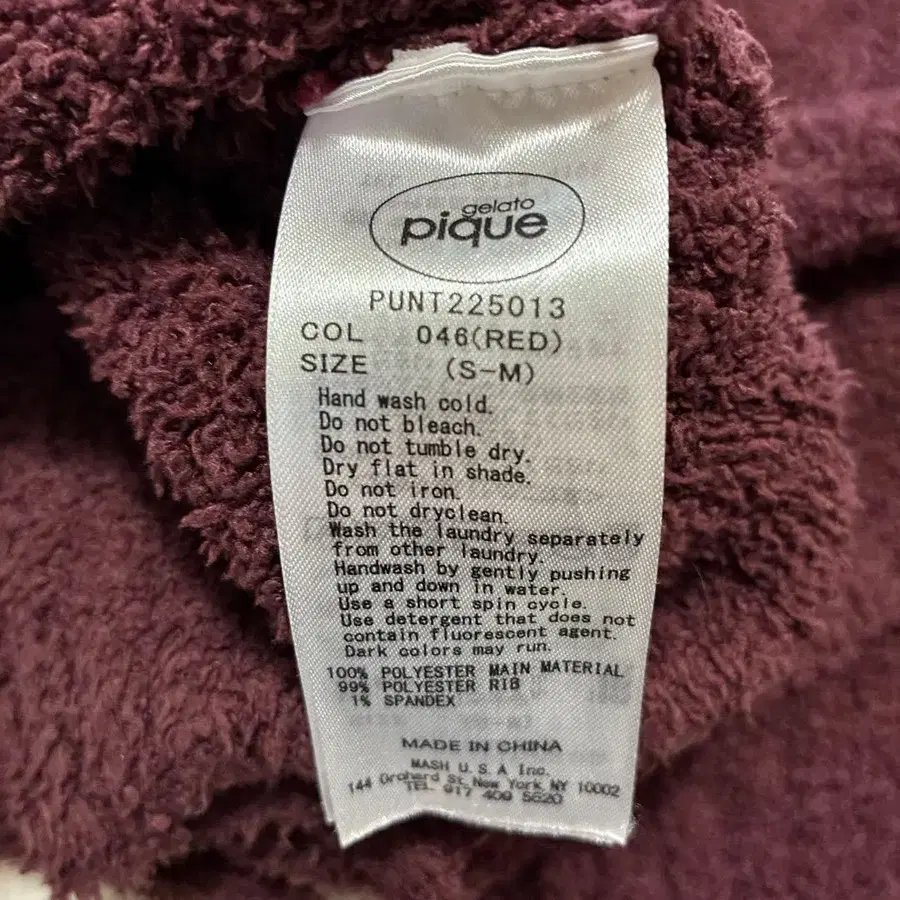 gelato
pique
PUNT225013
COL 046(RED)
SIZE (S-M)
Hand wash cold.
Do not bleach.
Do not tumble dry.
Dry flat in shade.
Do not iron.
Do not dryclean.
Wash the laundry separately
from other laundry.
Handwash by gently pushing
up and down in water.
Use a short spin cycle.
Use detergent that does not
contain fluorescent agent.
Dark colors may run.
100% POLYESTER MAIN MATERIAL
99% POLYESTER RIB
1% SPANDEX
MADE IN CHINA
MASH U.S.A Inc.
144 Orchard St. New York, NY 10002
TEL. 917 409 5520